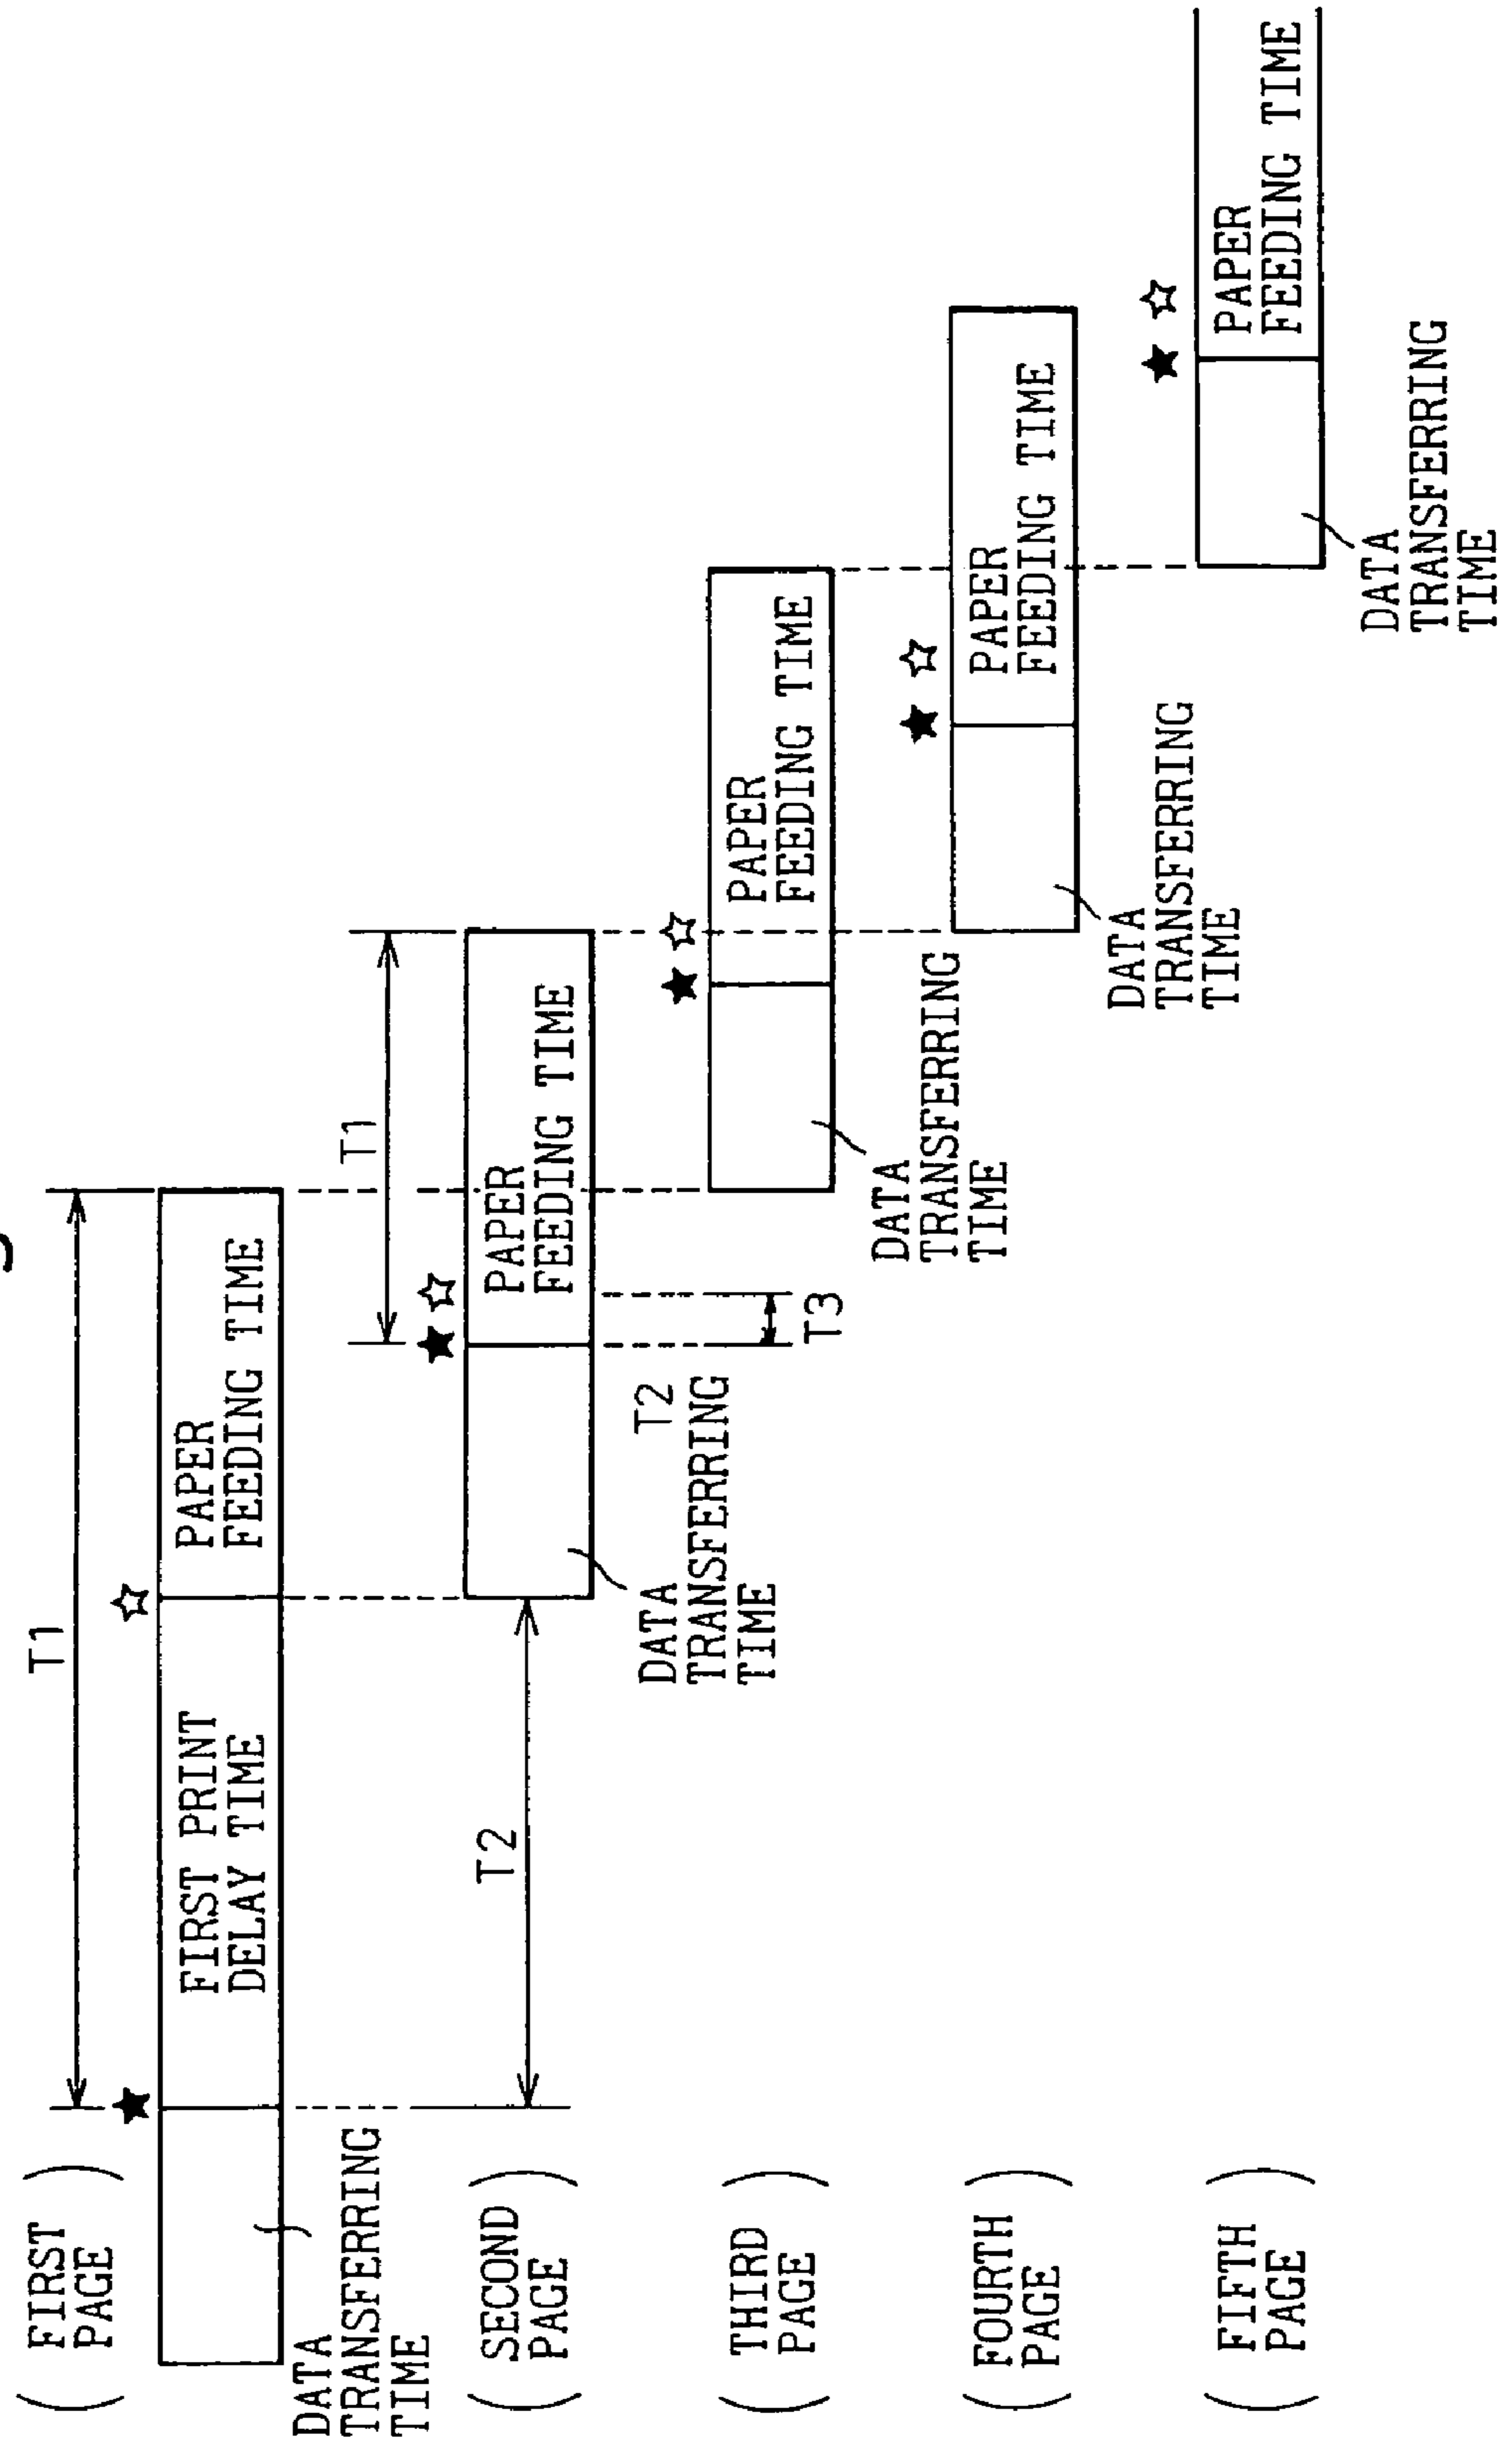 (FIRST
PAGE)
T1
★
☆
FIRST PRINT
DELAY TIME
PAPER
FEEDING TIME
DATA
TRANSFERRING
TIME
(SECOND
PAGE)
T2
T1
★ ☆
PAPER
FEEDING TIME
T2
DATA
TRANSFERRING
TIME
T3
(THIRD
PAGE)
★ ☆
PAPER
FEEDING TIME
DATA
TRANSFERRING
TIME
(FOURTH
PAGE)
★ ☆
PAPER
FEEDING TIME
DATA
TRANSFERRING
TIME
(FIFTH
PAGE)
★ ☆
PAPER
FEEDING TIME
DATA
TRANSFERRING
TIME